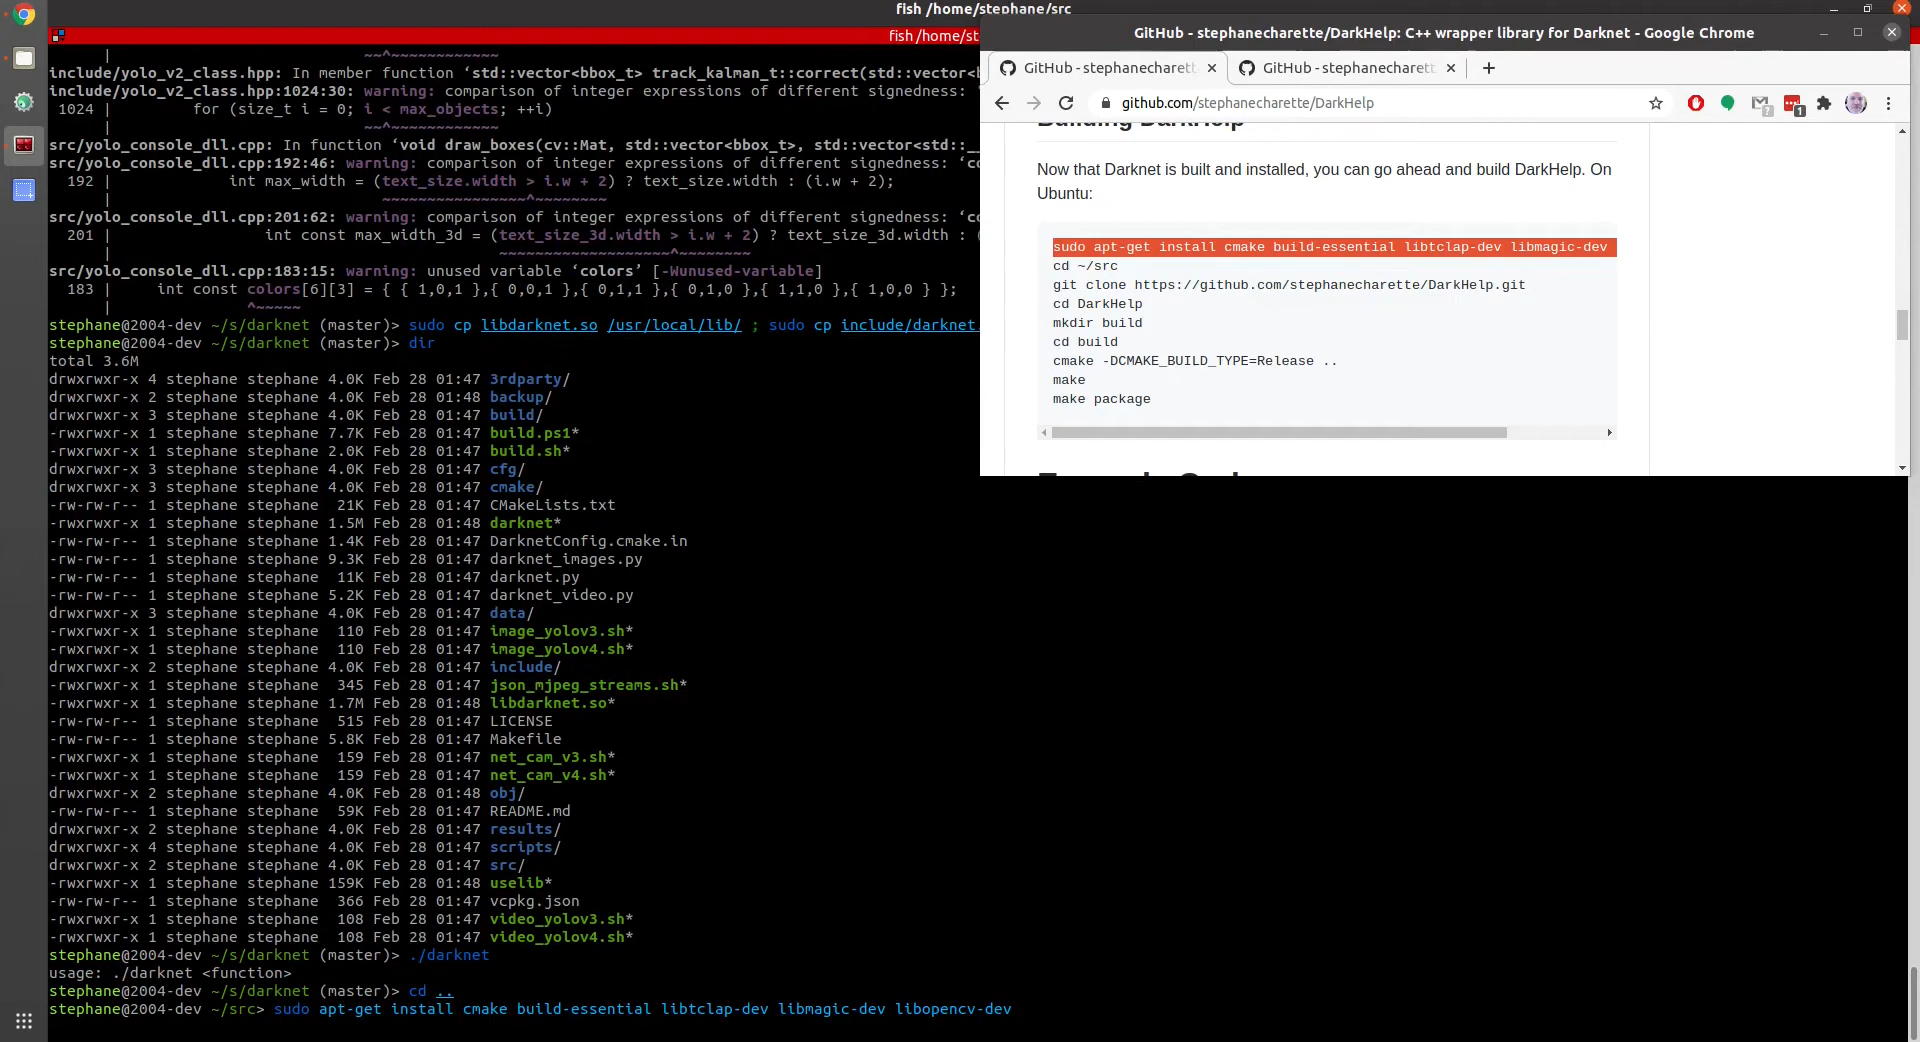 fish /home/stephane/src
fish /home/st
include/yolo_v2_class.hpp: In member function ‘std::vector<bbox_t> track_kalman_t::correct(std::vector<b
include/yolo_v2_class.hpp:1024:30: warning: comparison of integer expressions of different signedness: ‘
1024 |         for (size_t i = 0; i < max_objects; ++i)
|                            ~~^~~~~~~~~~~~~
src/yolo_console_dll.cpp: In function ‘void draw_boxes(cv::Mat, std::vector<bbox_t>, std::vector<std::__
src/yolo_console_dll.cpp:192:46: warning: comparison of integer expressions of different signedness: ‘co
192 |             int max_width = (text_size.width > i.w + 2) ? text_size.width : (i.w + 2);
|                              ~~~~~~~~~~~~~~~~^~~~~~~~~
src/yolo_console_dll.cpp:201:62: warning: comparison of integer expressions of different signedness: ‘co
201 |                 int const max_width_3d = (text_size_3d.width > i.w + 2) ? text_size_3d.width : (
|                                           ~~~~~~~~~~~~~~~~~~~^~~~~~~~~
src/yolo_console_dll.cpp:183:15: warning: unused variable ‘colors’ [-Wunused-variable]
183 |     int const colors[6][3] = { { 1,0,1 },{ 0,0,1 },{ 0,1,1 },{ 0,1,0 },{ 1,1,0 },{ 1,0,0 } };
|               ^~~~~~
stephane@2004-dev ~/s/darknet (master)> sudo cp libdarknet.so /usr/local/lib/ ; sudo cp include/darknet.
stephane@2004-dev ~/s/darknet (master)> dir
total 3.6M
drwxrwxr-x 4 stephane stephane 4.0K Feb 28 01:47 3rdparty/
drwxrwxr-x 2 stephane stephane 4.0K Feb 28 01:48 backup/
drwxrwxr-x 3 stephane stephane 4.0K Feb 28 01:47 build/
-rwxrwxr-x 1 stephane stephane 7.7K Feb 28 01:47 build.ps1*
-rwxrwxr-x 1 stephane stephane 2.0K Feb 28 01:47 build.sh*
drwxrwxr-x 3 stephane stephane 4.0K Feb 28 01:47 cfg/
drwxrwxr-x 3 stephane stephane 4.0K Feb 28 01:47 cmake/
-rw-rw-r-- 1 stephane stephane  21K Feb 28 01:47 CMakeLists.txt
-rwxrwxr-x 1 stephane stephane 1.5M Feb 28 01:48 darknet*
-rw-rw-r-- 1 stephane stephane 1.4K Feb 28 01:47 DarknetConfig.cmake.in
-rw-rw-r-- 1 stephane stephane 9.3K Feb 28 01:47 darknet_images.py
-rw-rw-r-- 1 stephane stephane  11K Feb 28 01:47 darknet.py
-rw-rw-r-- 1 stephane stephane 5.2K Feb 28 01:47 darknet_video.py
drwxrwxr-x 3 stephane stephane 4.0K Feb 28 01:47 data/
-rwxrwxr-x 1 stephane stephane  110 Feb 28 01:47 image_yolov3.sh*
-rwxrwxr-x 1 stephane stephane  110 Feb 28 01:47 image_yolov4.sh*
drwxrwxr-x 2 stephane stephane 4.0K Feb 28 01:47 include/
-rwxrwxr-x 1 stephane stephane  345 Feb 28 01:47 json_mjpeg_streams.sh*
-rwxrwxr-x 1 stephane stephane 1.7M Feb 28 01:48 libdarknet.so*
-rw-rw-r-- 1 stephane stephane  515 Feb 28 01:47 LICENSE
-rw-rw-r-- 1 stephane stephane 5.8K Feb 28 01:47 Makefile
-rwxrwxr-x 1 stephane stephane  159 Feb 28 01:47 net_cam_v3.sh*
-rwxrwxr-x 1 stephane stephane  159 Feb 28 01:47 net_cam_v4.sh*
drwxrwxr-x 2 stephane stephane 4.0K Feb 28 01:48 obj/
-rw-rw-r-- 1 stephane stephane  59K Feb 28 01:47 README.md
drwxrwxr-x 2 stephane stephane 4.0K Feb 28 01:47 results/
drwxrwxr-x 4 stephane stephane 4.0K Feb 28 01:47 scripts/
drwxrwxr-x 2 stephane stephane 4.0K Feb 28 01:47 src/
-rwxrwxr-x 1 stephane stephane 159K Feb 28 01:48 uselib*
-rw-rw-r-- 1 stephane stephane  366 Feb 28 01:47 vcpkg.json
-rwxrwxr-x 1 stephane stephane  108 Feb 28 01:47 video_yolov3.sh*
-rwxrwxr-x 1 stephane stephane  108 Feb 28 01:47 video_yolov4.sh*
stephane@2004-dev ~/s/darknet (master)> ./darknet
usage: ./darknet <function>
stephane@2004-dev ~/s/darknet (master)> cd ..
stephane@2004-dev ~/src> sudo apt-get install cmake build-essential libtclap-dev libmagic-dev libopencv-dev
GitHub - stephanecharette/DarkHelp: C++ wrapper library for Darknet - Google Chrome
GitHub - stephanecharett
GitHub - stephanecharett
github.com/stephanecharette/DarkHelp
Building DarkHelp
Now that Darknet is built and installed, you can go ahead and build DarkHelp. On
Ubuntu:
sudo apt-get install cmake build-essential libtclap-dev libmagic-dev
cd ~/src
git clone https://github.com/stephanecharette/DarkHelp.git
cd DarkHelp
mkdir build
cd build
cmake -DCMAKE_BUILD_TYPE=Release ..
make
make package